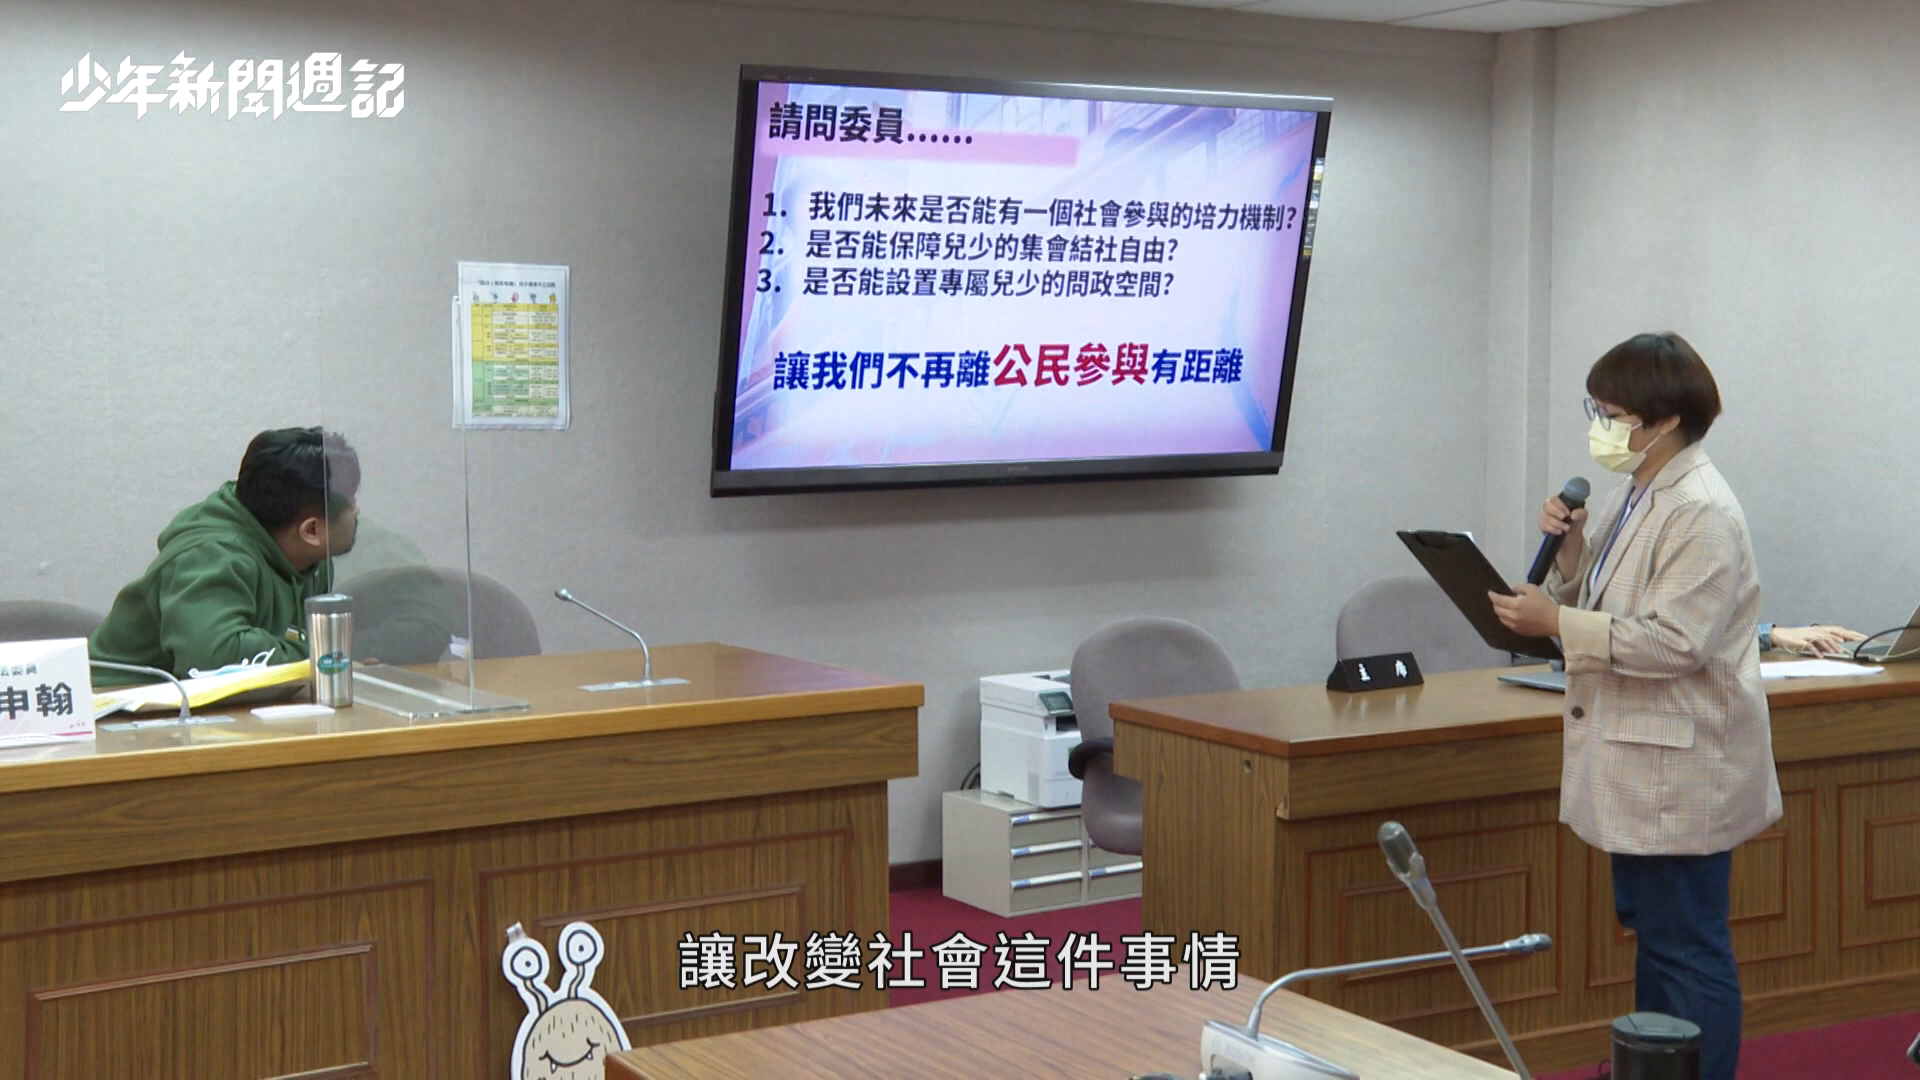 少年新聞週記
請問委員......
1. 我們未來是否能有一個社會參與的培力機制?
2. 是否能保障兒少的集會結社自由?
3. 是否能設置專屬兒少的問政空間?
讓我們不再離公民參與有距離
委員
申翰
主席
讓改變社會這件事情